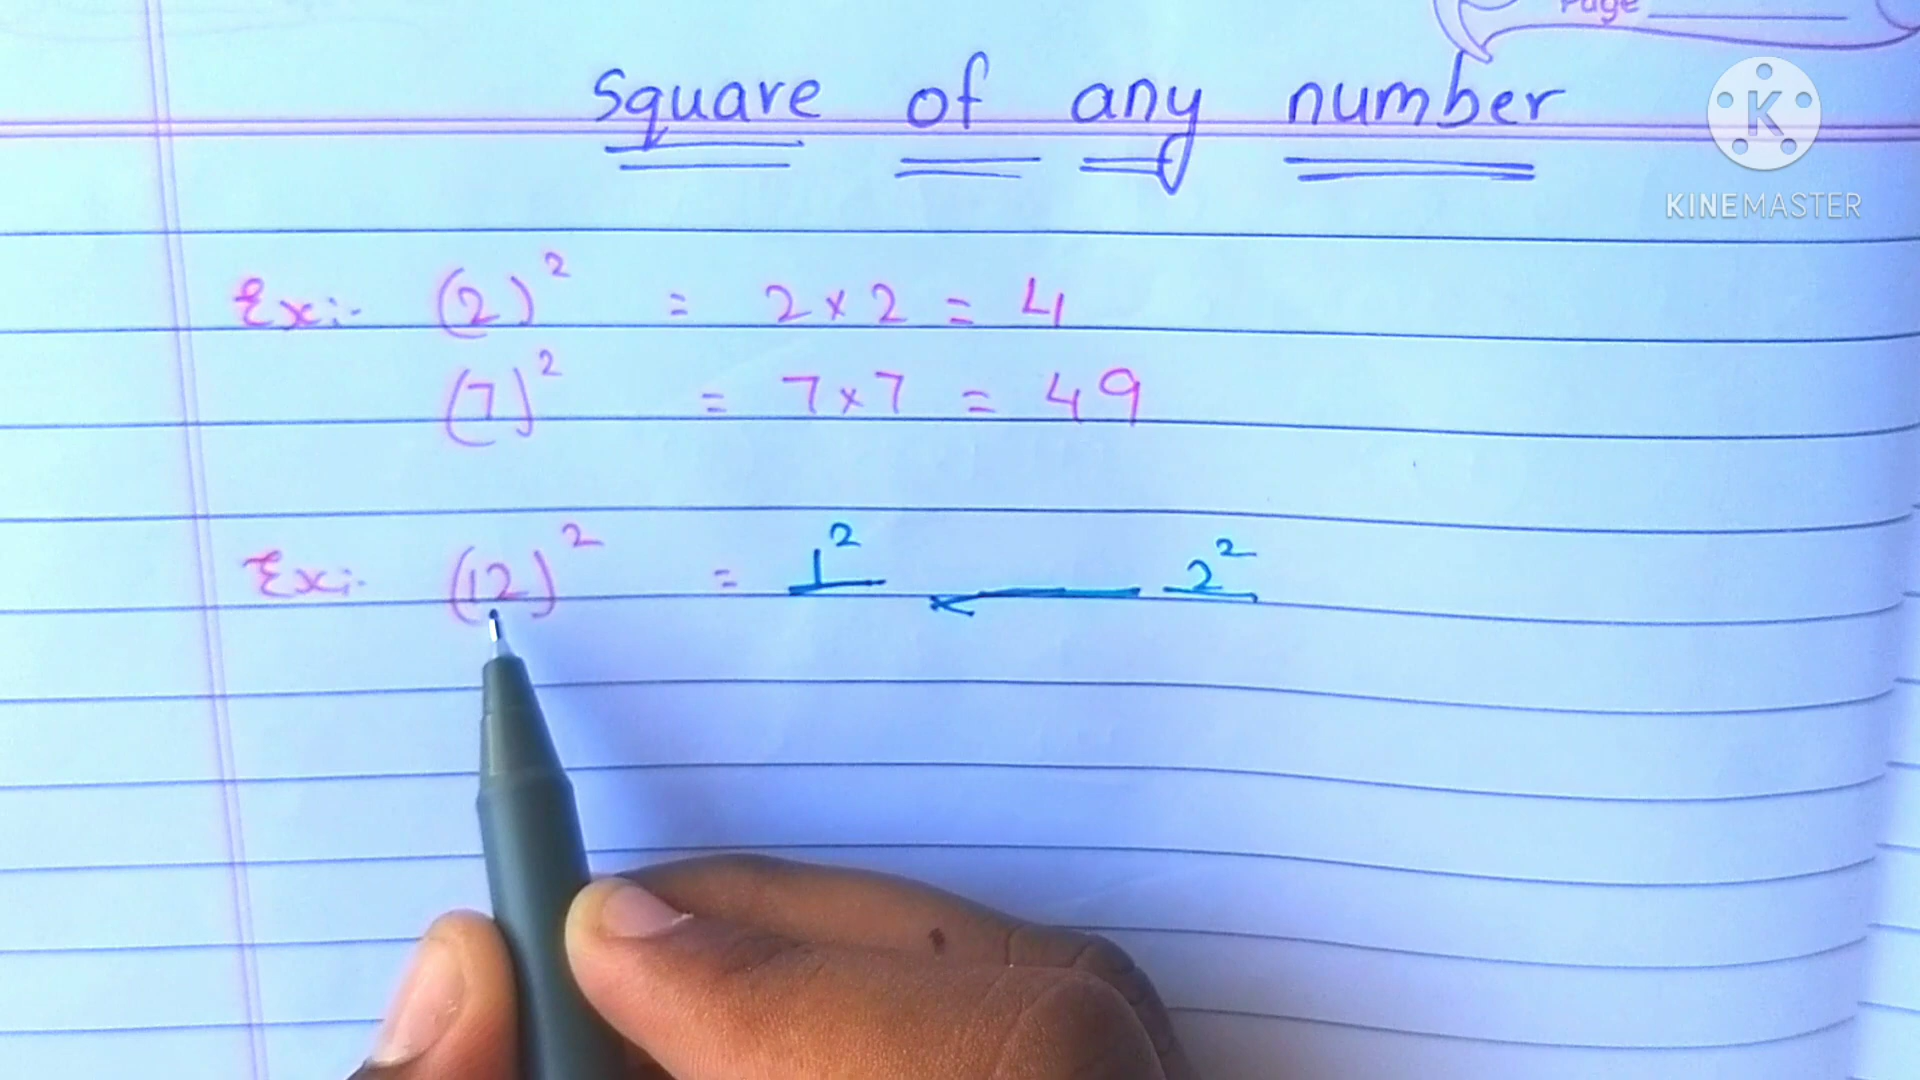 Page
square of any number
KINEMASTER
Ex:- (2)² = 2 × 2 = 4
(7)² = 7 × 7 = 49
Ex:- (12)² = 1² ← 2²